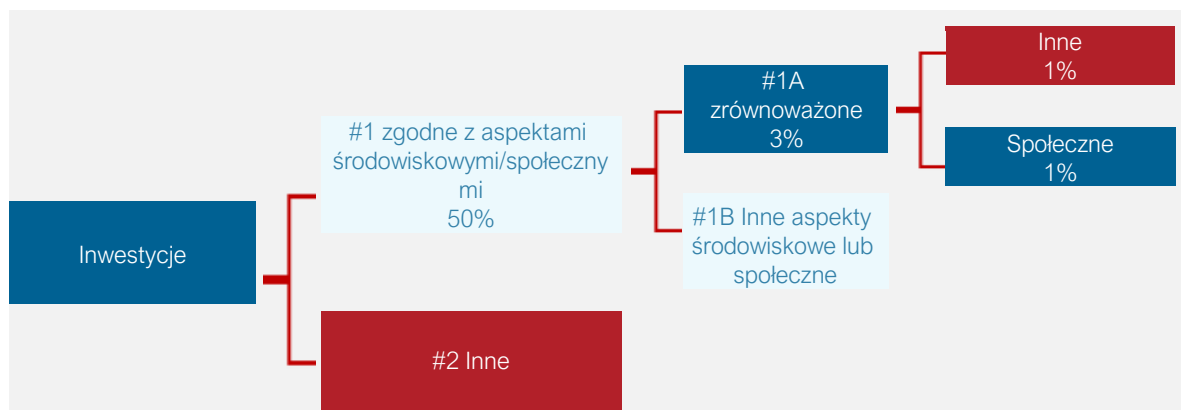 Inwestycje
#1 zgodne z aspektami
środowiskowymi/społeczny
mi
50%
#2 Inne
#1A
zrównoważone
3%
#1B Inne aspekty
środowiskowe lub
społeczne
Inne
1%
Społeczne
1%